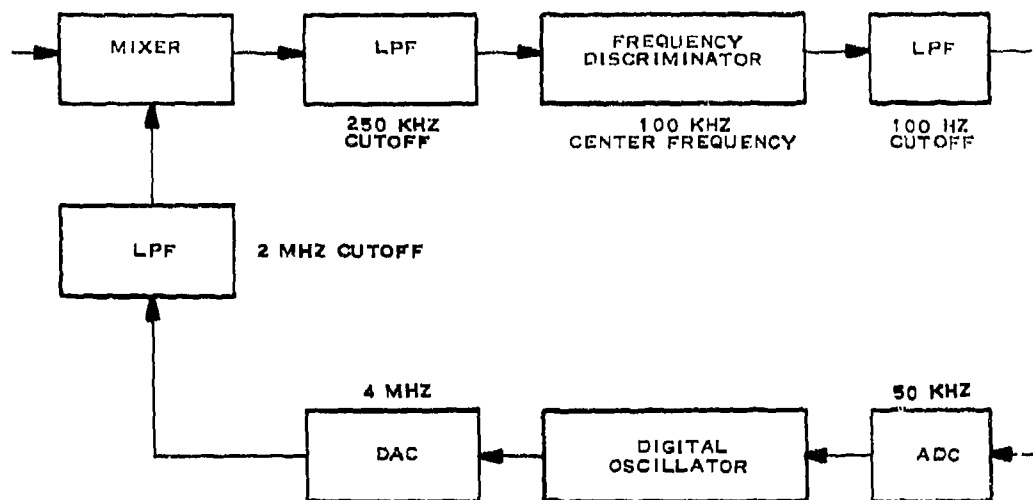 MIXER
LPF
FREQUENCY
DISCRIMINATOR
LPF
250 KHZ
CUTOFF
100 KHZ
CENTER FREQUENCY
100 HZ
CUTOFF
LPF
2 MHZ CUTOFF
4 MHZ
50 KHZ
DAC
DIGITAL
OSCILLATOR
ADC